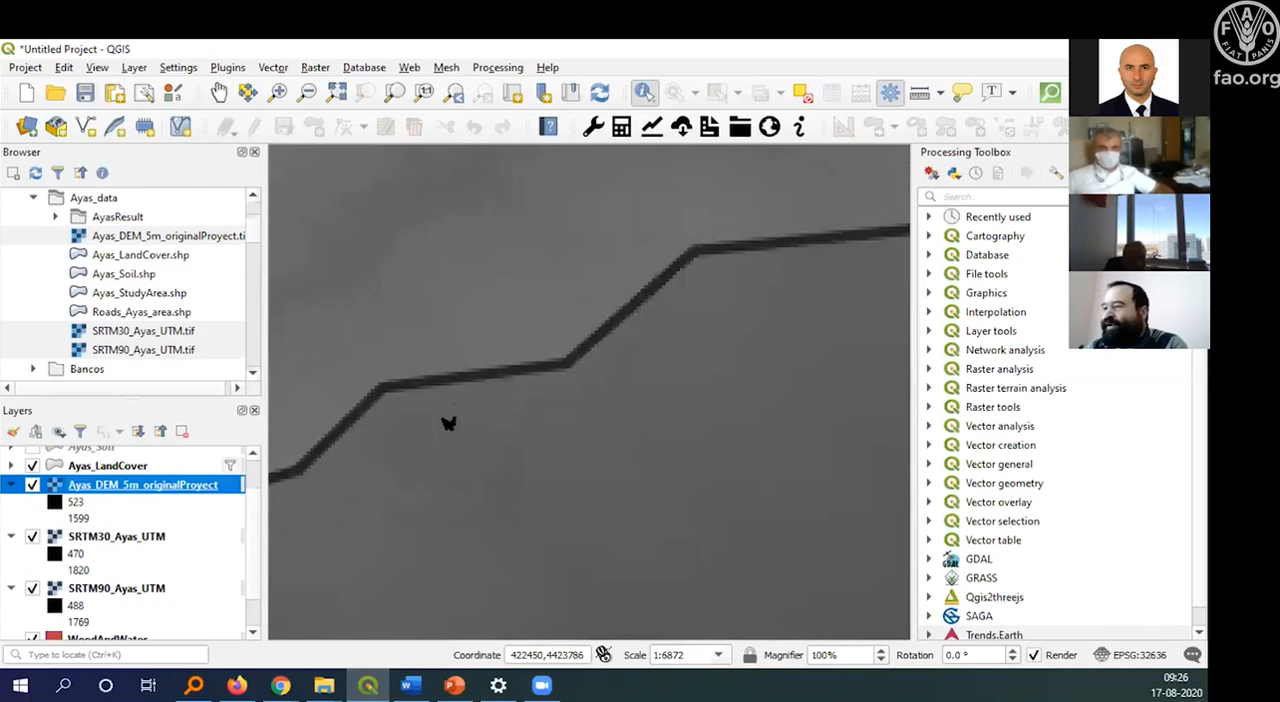 *Untitled Project - QGIS
Project Edit View Layer Settings Plugins Vector Raster Database Web Mesh Processing Help
Browser
Ayas_data
AyasResult
Ayas_DEM_5m_originalProyect.ti
Ayas_LandCover.shp
Ayas_Soil.shp
Ayas_StudyArea.shp
Roads_Ayas_area.shp
SRTM30_Ayas_UTM.tif
SRTM90_Ayas_UTM.tif
Bancos
Layers
Ayas_Soil
Ayas_LandCover
Ayas_DEM_5m_originalProyect
523
1599
SRTM30_Ayas_UTM
470
1820
SRTM90_Ayas_UTM
488
1769
WoodAndWater
Processing Toolbox
Search...
Recently used
Cartography
Database
File tools
Graphics
Interpolation
Layer tools
Network analysis
Raster analysis
Raster terrain analysis
Raster tools
Vector analysis
Vector creation
Vector general
Vector geometry
Vector overlay
Vector selection
Vector table
GDAL
GRASS
Qgis2threejs
SAGA
Trends.Earth
Type to locate (Ctrl+K)
Coordinate 422450,4423786 Scale 1:6872 Magnifier 100% Rotation 0.0 ° Render EPSG:32636
09:26
17-08-2020
FAO
FIAT PANIS
fao.org